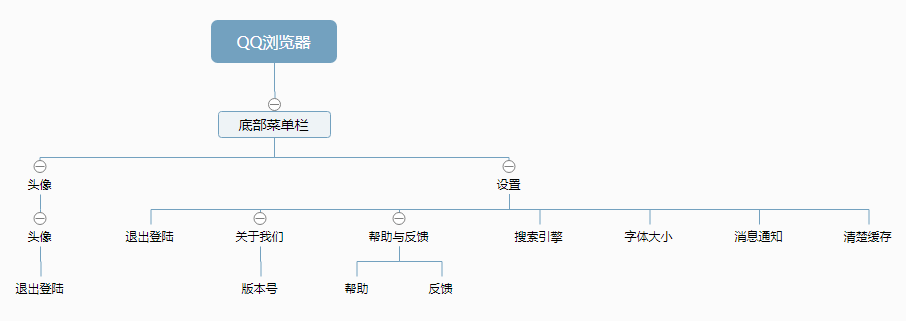 QQ浏览器
底部菜单栏
头像
设置
头像
退出登陆
关于我们
帮助与反馈
搜索引擎
字体大小
消息通知
清楚缓存
退出登陆
版本号
帮助
反馈